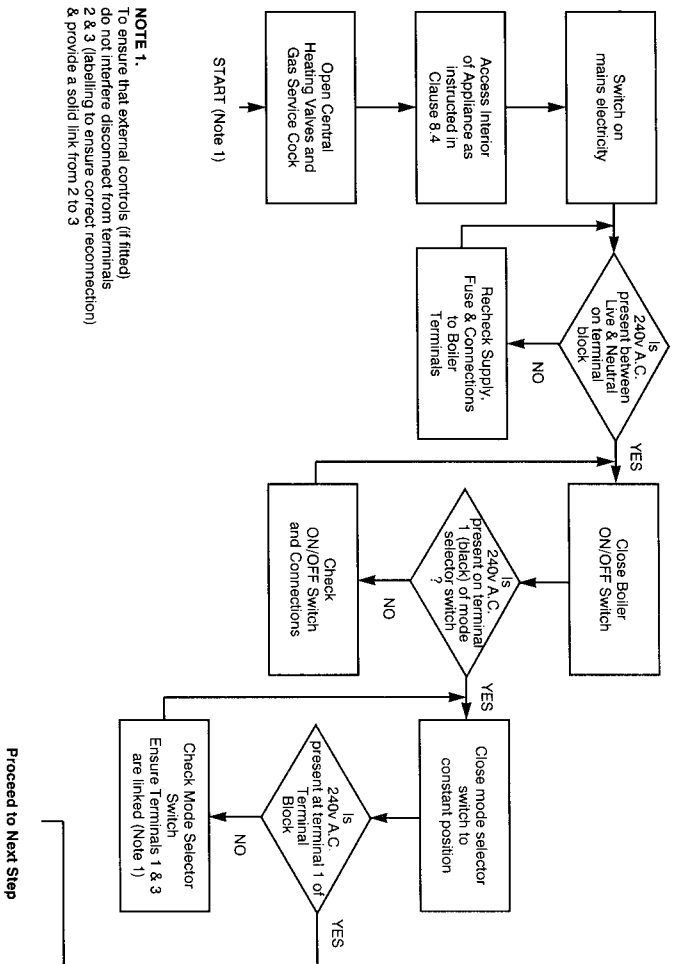 START (Note 1)
Open Central
Heating Valves and
Gas Service Cock
Access Interior
of Appliance as
instructed in
Clause 8.4
Switch on
mains electricity
Is
240v A.C.
present between
Live & Neutral
on terminal
block
NO
YES
Recheck Supply,
Fuse & Connections
to Boiler
Terminals
Close Boiler
ON/OFF Switch
Is
240v A.C.
present on terminal
1 (black) of mode
selector switch
?
NO
YES
Check
ON/OFF Switch
and Connections
Close mode selector
switch to
constant position
Is
240v A.C.
present at terminal 1 of
Terminal
Block
NO
YES
Check Mode Selector
Switch
Ensure Terminals 1 & 3
are linked (Note 1)
NOTE 1.
To ensure that external controls (if fitted)
do not interfere disconnect from terminals
2 & 3 (labelling to ensure correct reconnection)
& provide a solid link from 2 to 3
Proceed to Next Step